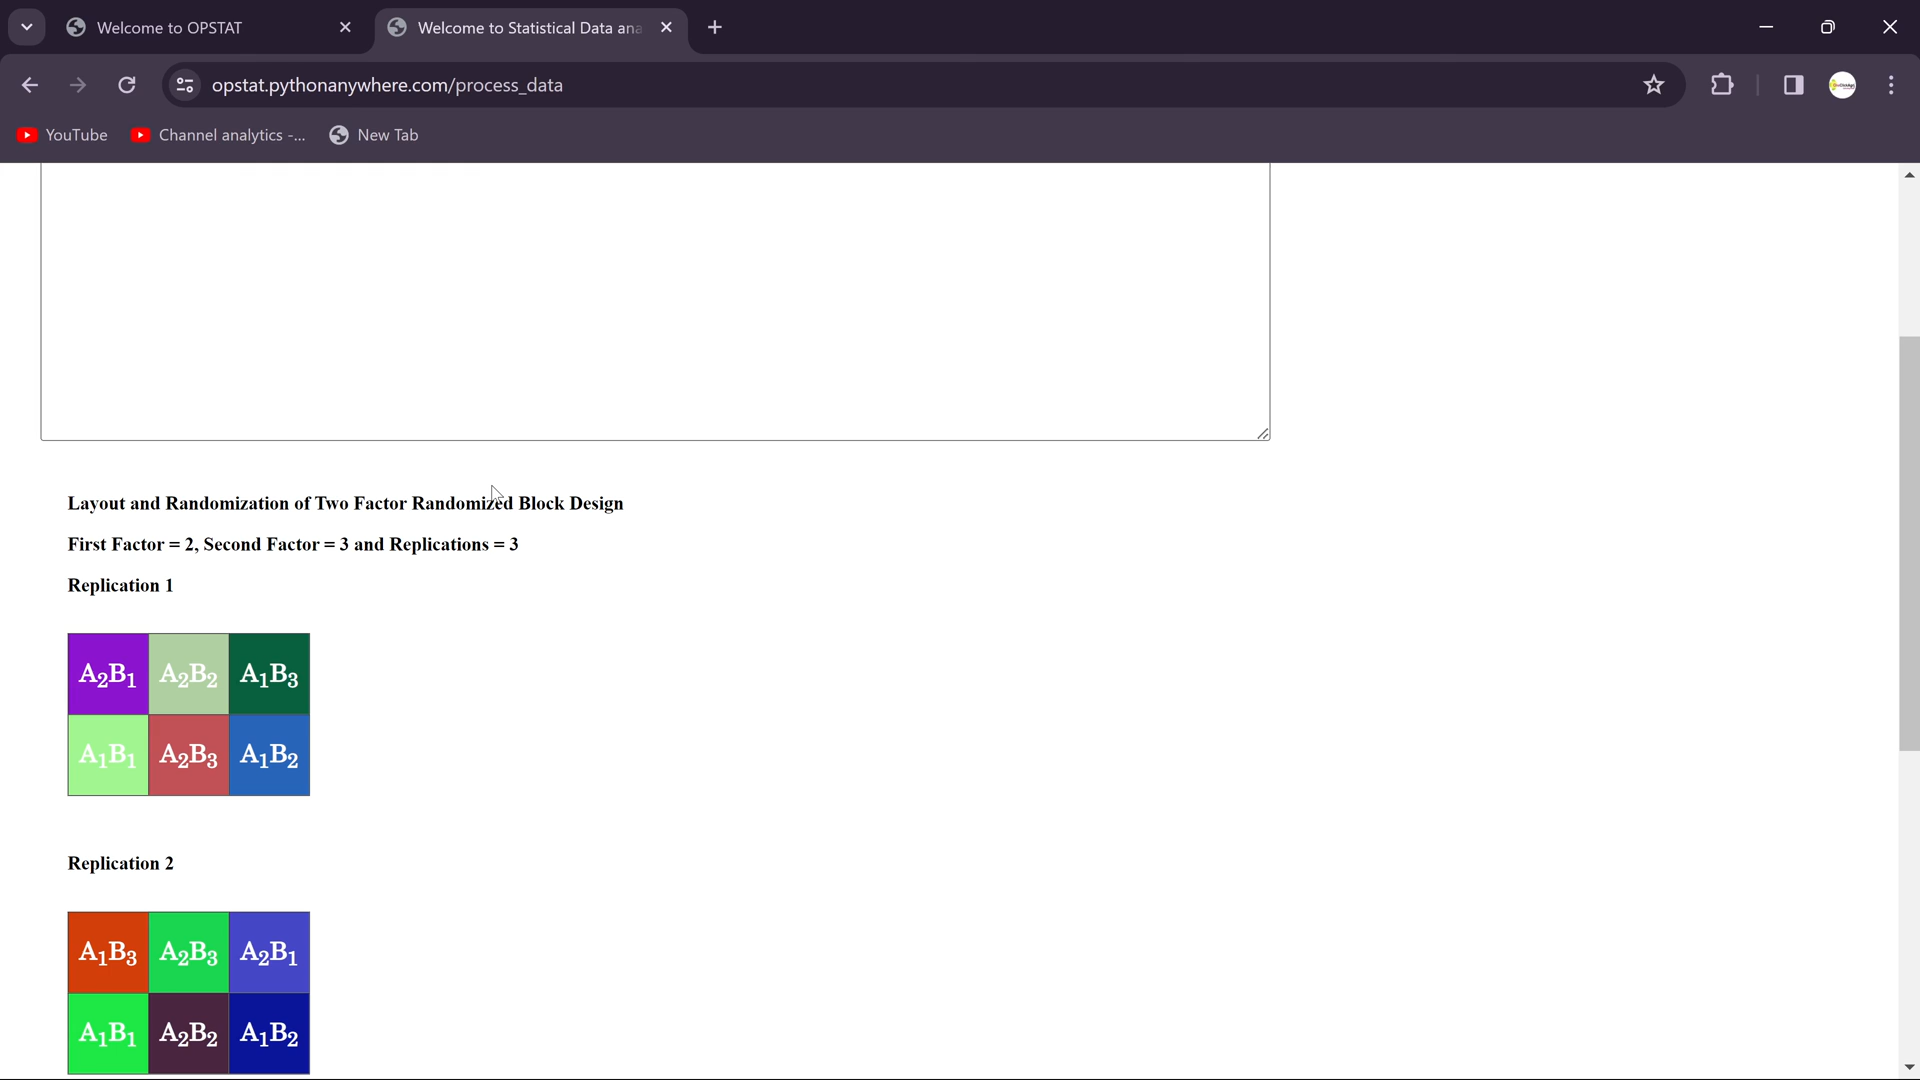 Welcome to OPSTAT
Welcome to Statistical Data ana
opstat.pythonanywhere.com/process_data
YouTube
Channel analytics -...
New Tab
Layout and Randomization of Two Factor Randomized Block Design
First Factor = 2, Second Factor = 3 and Replications = 3
Replication 1
A₂B₁ A₂B₂ A₁B₃
A₁B₁ A₂B₃ A₁B₂
Replication 2
A₁B₃ A₂B₃ A₂B₁
A₁B₁ A₂B₂ A₁B₂